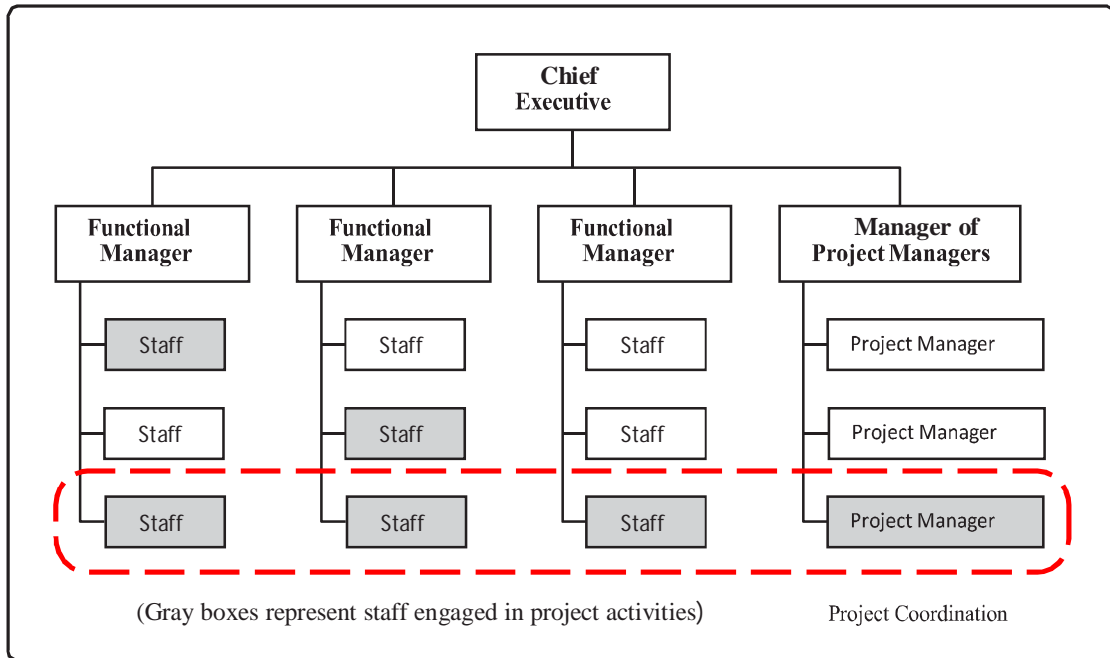 Chief
Executive
Functional
Manager
Functional
Manager
Functional
Manager
Manager of
Project Managers
Staff
Staff
Staff
Project Manager
Staff
Staff
Staff
Project Manager
Staff
Staff
Staff
Project Manager
(Gray boxes represent staff engaged in project activities)
Project Coordination